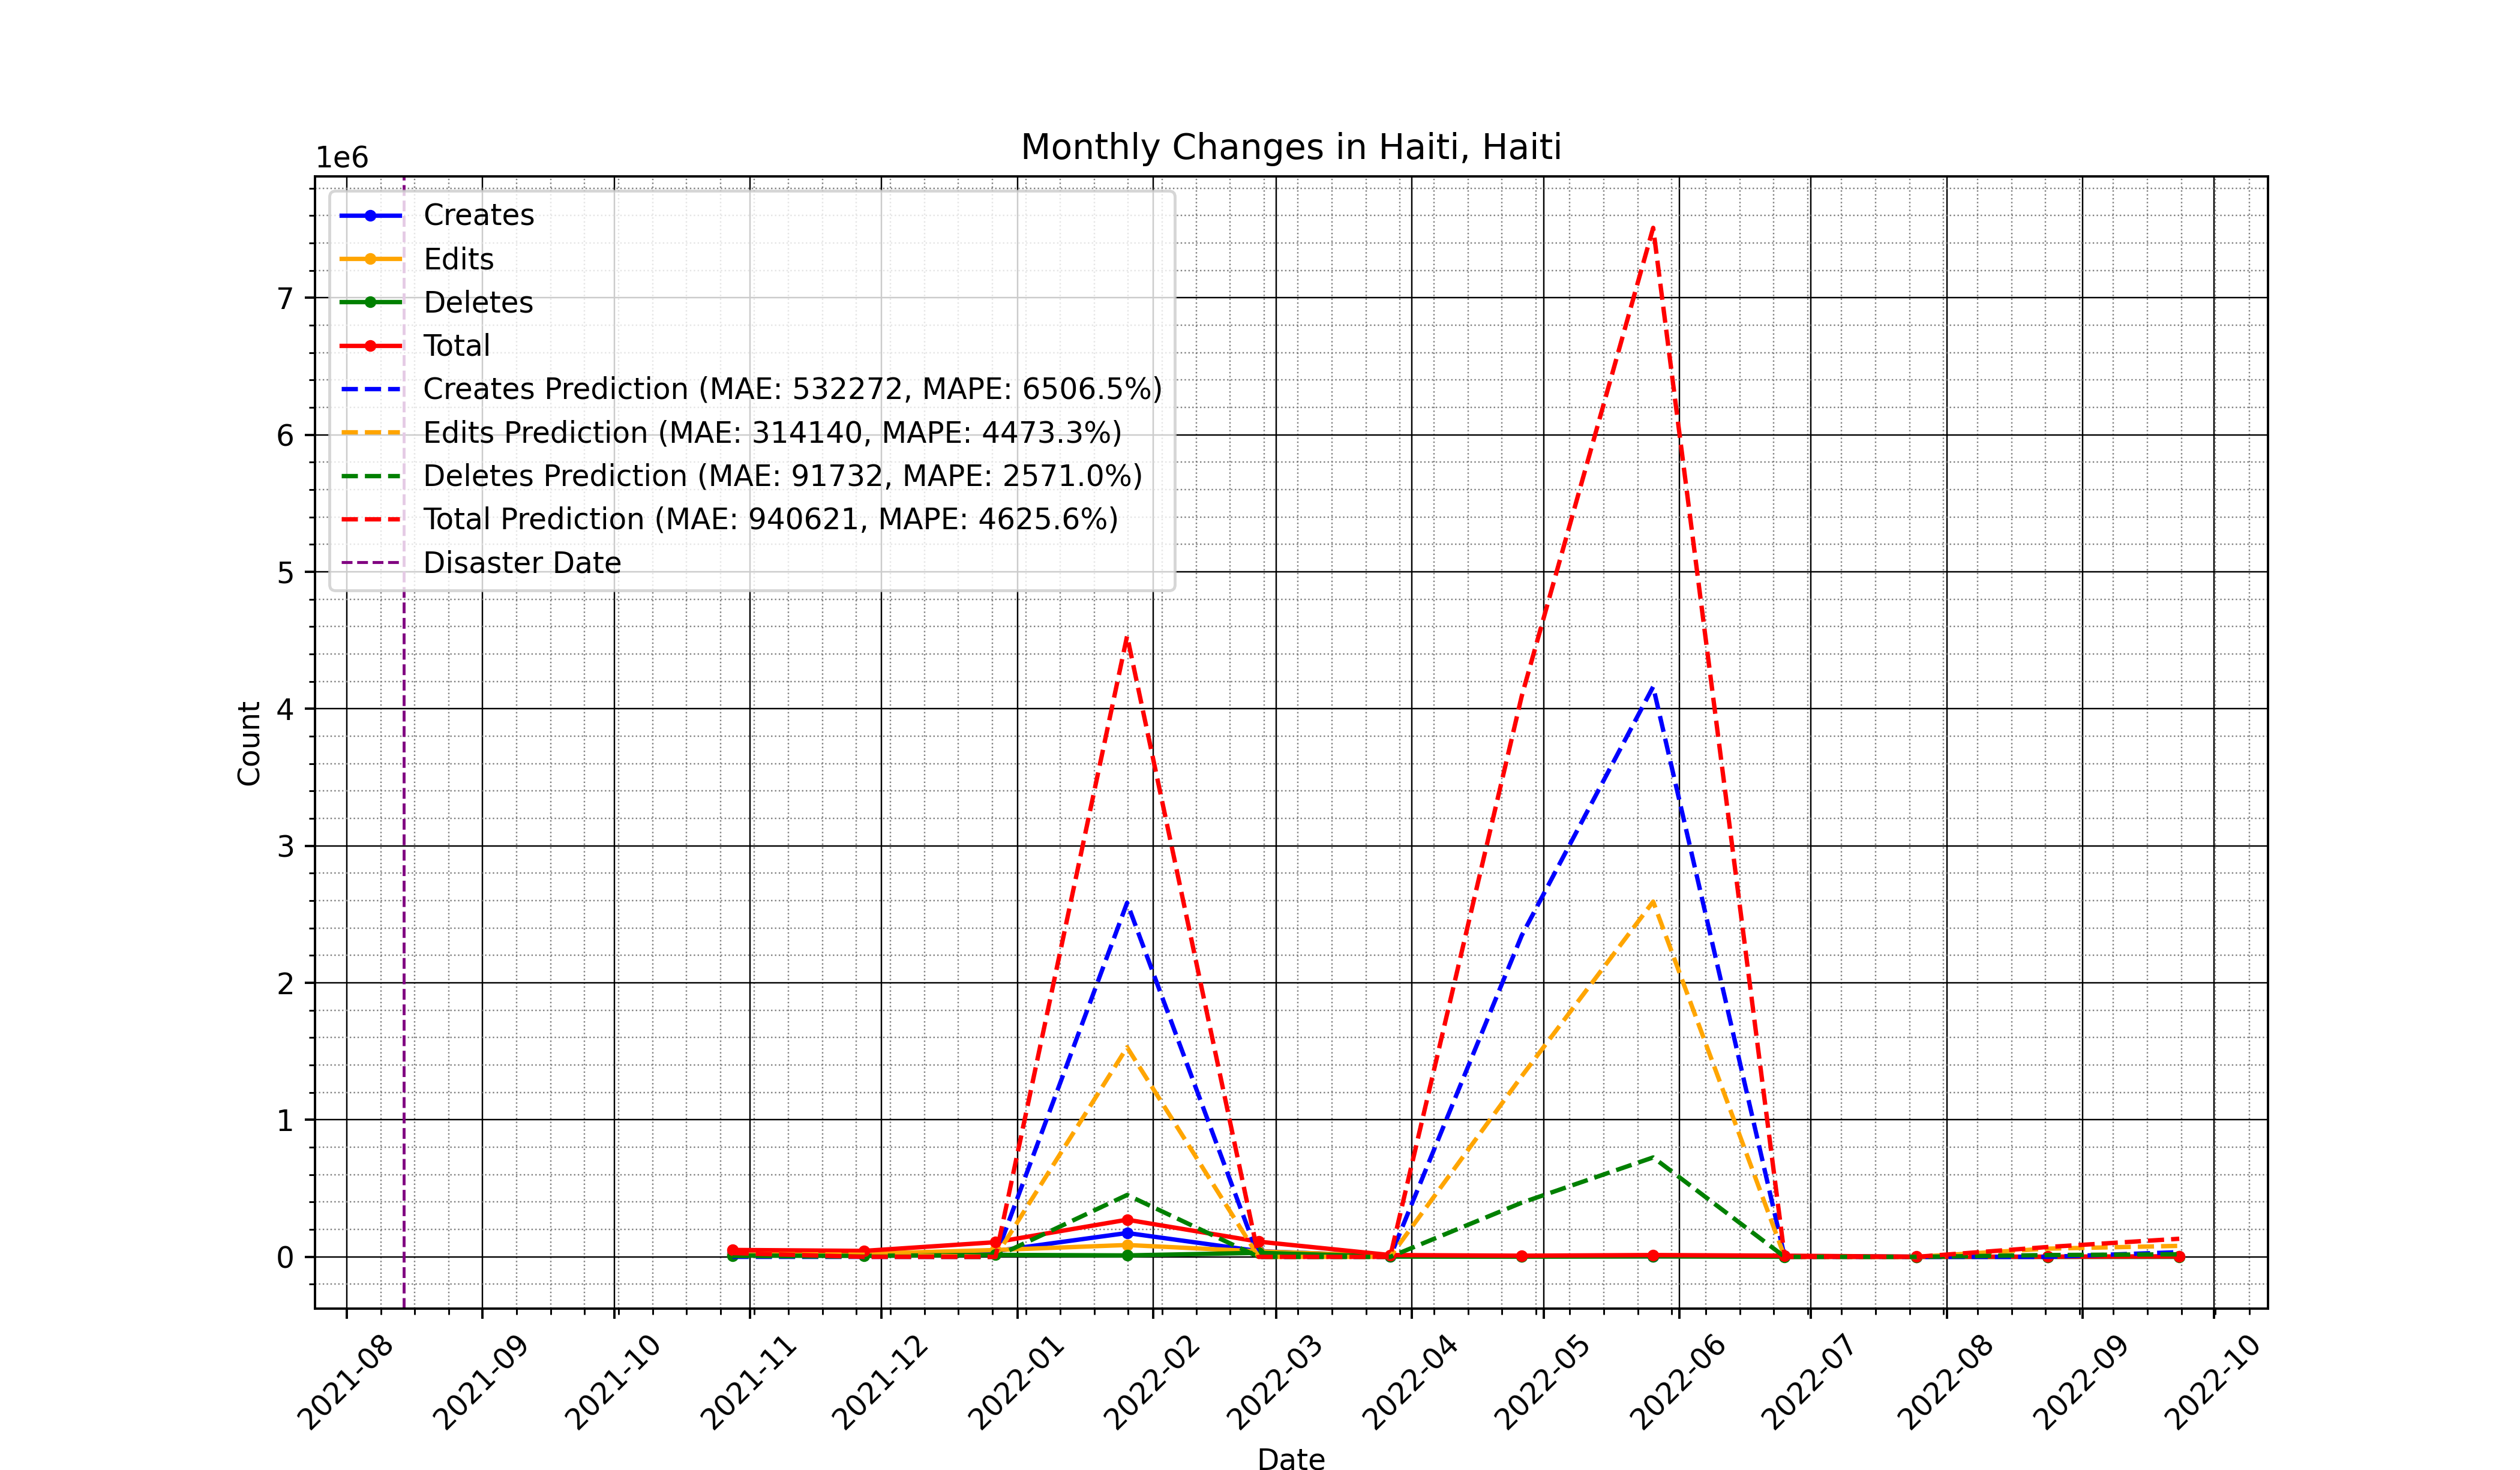 Monthly Changes in Haiti, Haiti
1e6
Creates
Edits
Deletes
Total
Creates Prediction (MAE: 532272, MAPE: 6506.5%)
Edits Prediction (MAE: 314140, MAPE: 4473.3%)
Deletes Prediction (MAE: 91732, MAPE: 2571.0%)
Total Prediction (MAE: 940621, MAPE: 4625.6%)
Disaster Date
7
6
5
4
3
2
1
0
Count
2021-08
2021-09
2021-10
2021-11
2021-12
2022-01
2022-02
2022-03
2022-04
2022-05
2022-06
2022-07
2022-08
2022-09
2022-10
Date